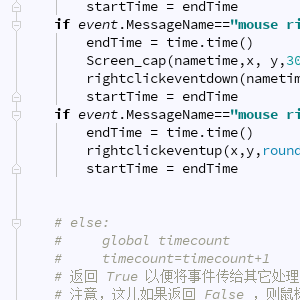 startTime = endTime
if event.MessageName=="mouse ri
endTime = time.time()
Screen_cap(nametime,x, y,30
rightclickeventdown(nametim
startTime = endTime
if event.MessageName=="mouse ri
endTime = time.time()
rightclickeventup(x,y,round
startTime = endTime
# else:
#     global timecount
#     timecount=timecount+1
# 返回 True 以便将事件传给其它处理
# 注意，这儿如果返回 False ，则鼠标